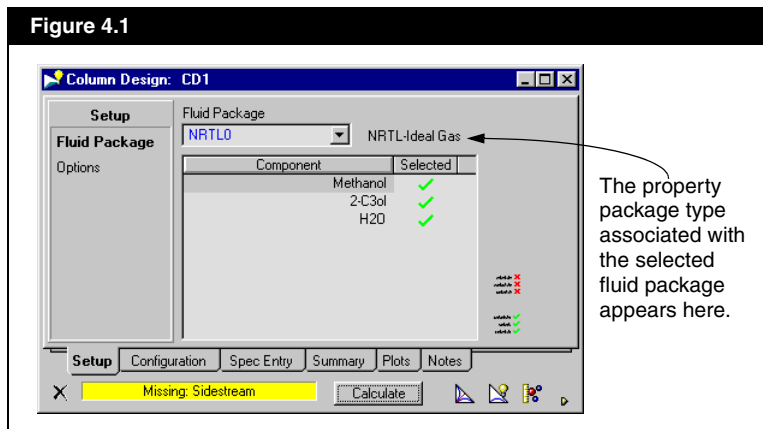 Figure 4.1
Column Design: CD1
Setup
Fluid Package
Options
Fluid Package
NRTL0
NRTL-Ideal Gas
Component Selected
Methanol
2-C3ol
H2O
The property
package type
associated with
the selected
fluid package
appears here.
Setup Configuration Spec Entry Summary Plots Notes
Missing: Sidestream
Calculate